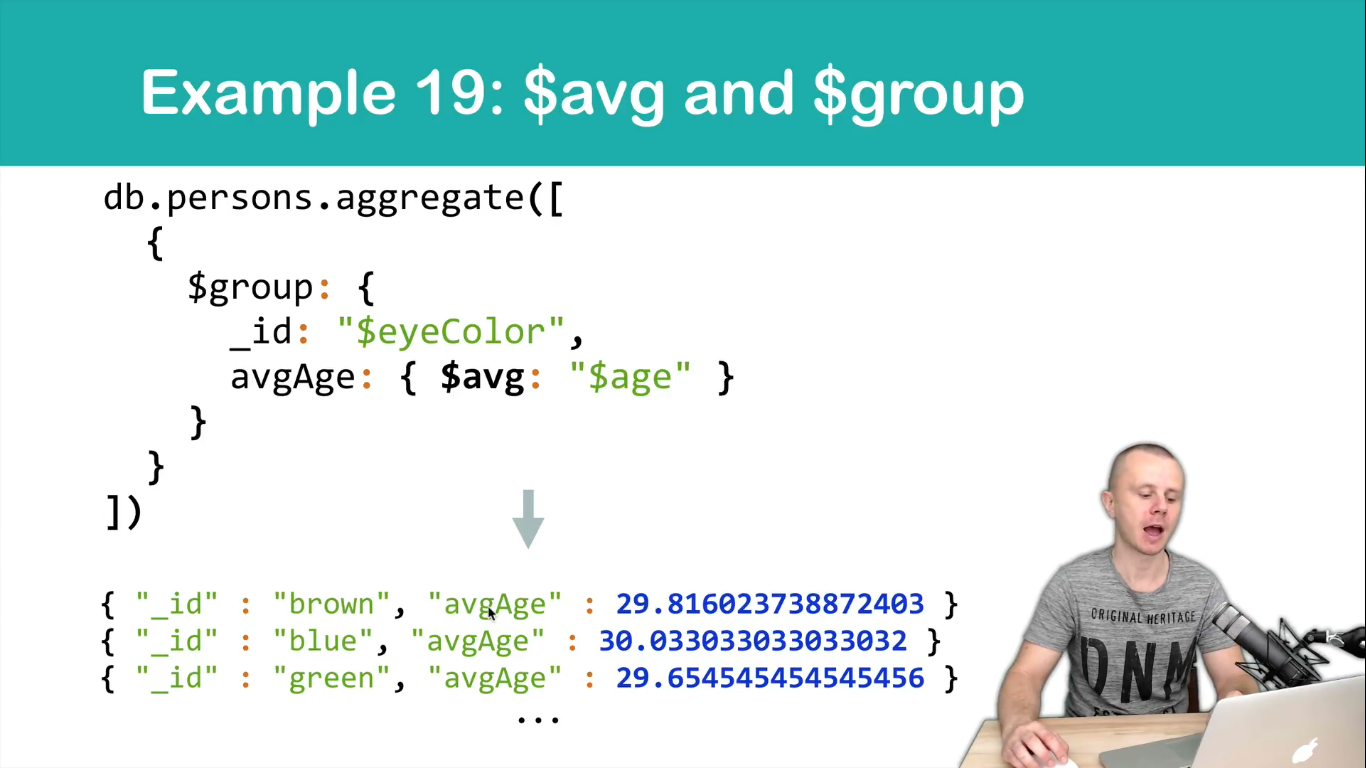 Example 19: $avg and $group
db.persons.aggregate([
{
$group: {
_id: "$eyeColor",
avgAge: { $avg: "$age" }
}
}
])
{ "_id" : "brown", "avgAge" : 29.816023738872403 }
{ "_id" : "blue", "avgAge" : 30.033033033033032 }
{ "_id" : "green", "avgAge" : 29.654545454545456 }
...
ORIGINAL HERITAGE
DNM